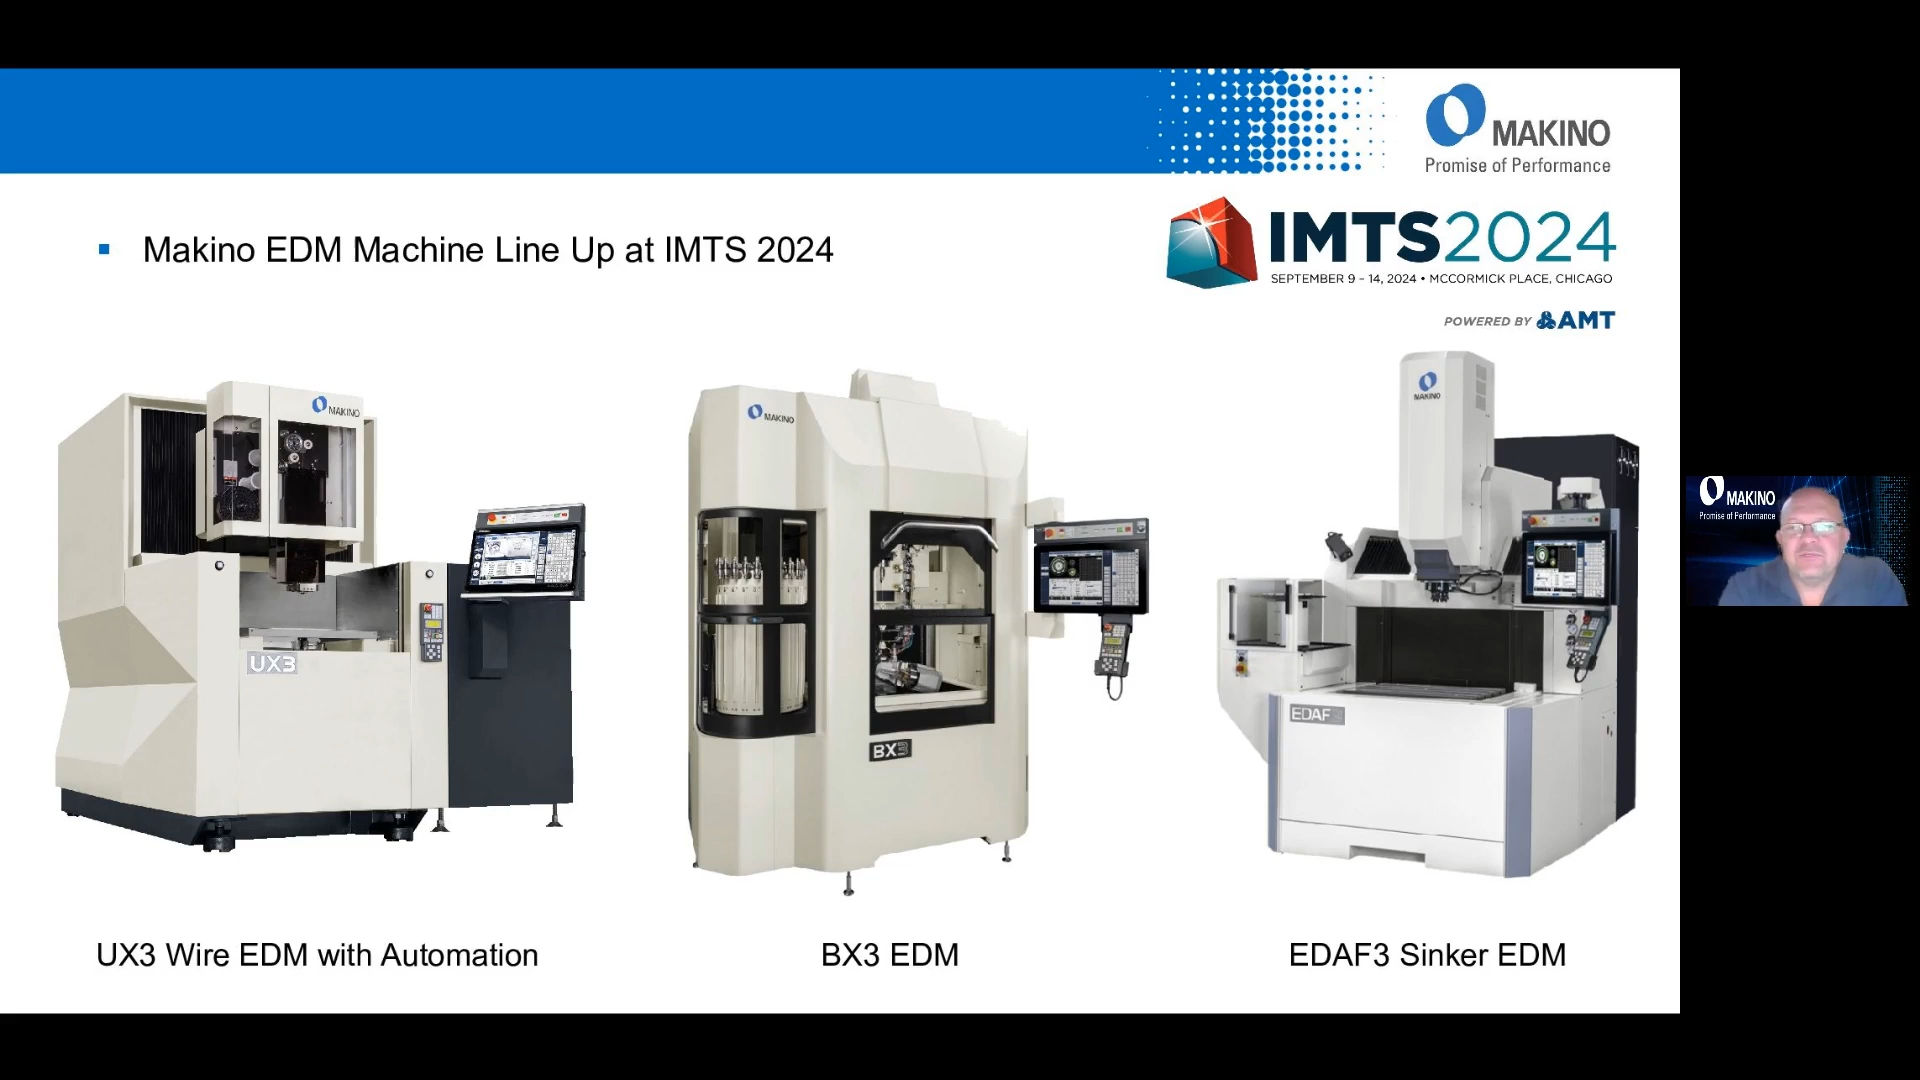 MAKINO
Promise of Performance
Makino EDM Machine Line Up at IMTS 2024
IMTS2024
SEPTEMBER 9 - 14, 2024 • MCCORMICK PLACE, CHICAGO
POWERED BY AMT
MAKINO
UX3
MAKINO
BX3
MAKINO
EDAF3
UX3 Wire EDM with Automation
BX3 EDM
EDAF3 Sinker EDM
MAKINO
Promise of Performance